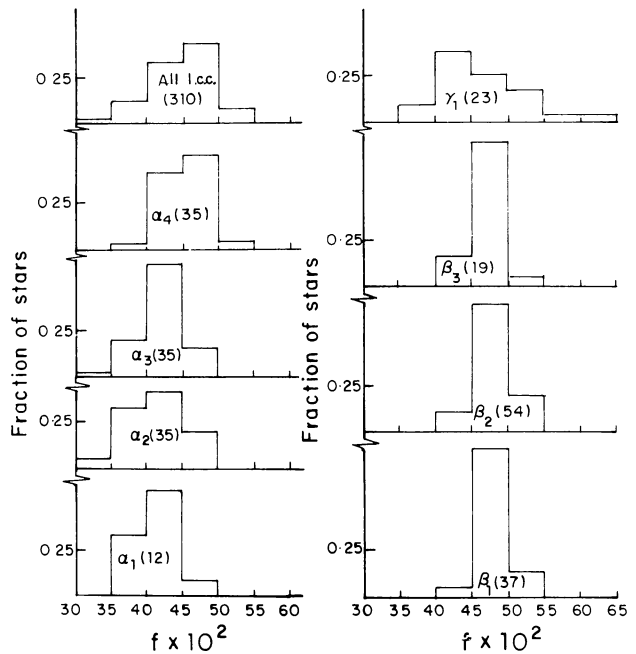 0.25
All l.c.c.
(310)
0.25
α4(35)
0.25
α3(35)
0.25
α2(35)
0.25
α1(12)
Fraction of stars
30 35 40 45 50 55 60
f x 10²
0.25
γ1(23)
0.25
β3(19)
0.25
β2(54)
0.25
β1(37)
Fraction of stars
30 40 45 50 55 60 65
f x 10²